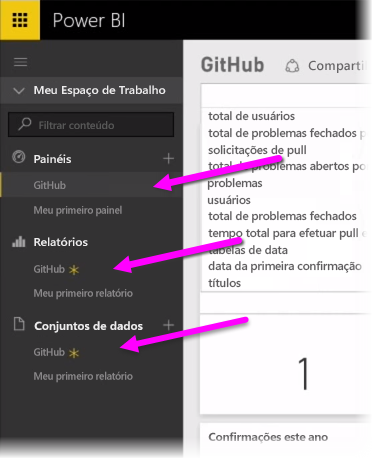 Power BI
Meu Espaço de Trabalho
Filtrar conteúdo
Painéis
GitHub
Meu primeiro painel
Relatórios
GitHub
Meu primeiro relatório
Conjuntos de dados
GitHub
Meu primeiro relatório
GitHub
total de usuários
total de problemas fechados
solicitações de pull
total de problemas abertos
problemas
usuários
total de problemas fechados
tempo total para efetuar pull
tabelas de data
data da primeira confirmação
títulos
1
Confirmações este ano